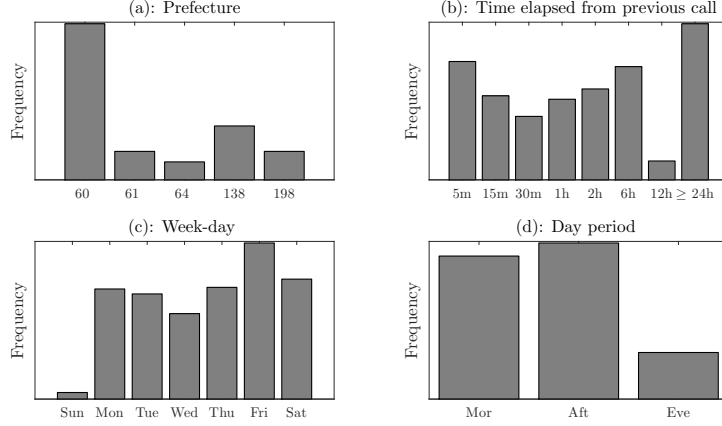 (a): Prefecture
Frequency
60 61 64 138 198
(b): Time elapsed from previous call
Frequency
5m 15m 30m 1h 2h 6h 12h ≥ 24h
(c): Week-day
Frequency
Sun Mon Tue Wed Thu Fri Sat
(d): Day period
Frequency
Mor Aft Eve